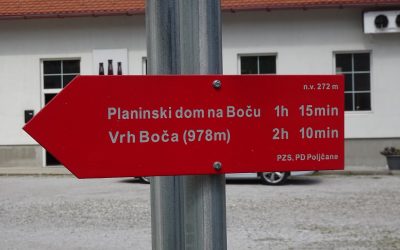 n.v. 272 m
Planinski dom na Boču 1h 15min
Vrh Boča (978m) 2h 10min
PZS, PD Poljčane